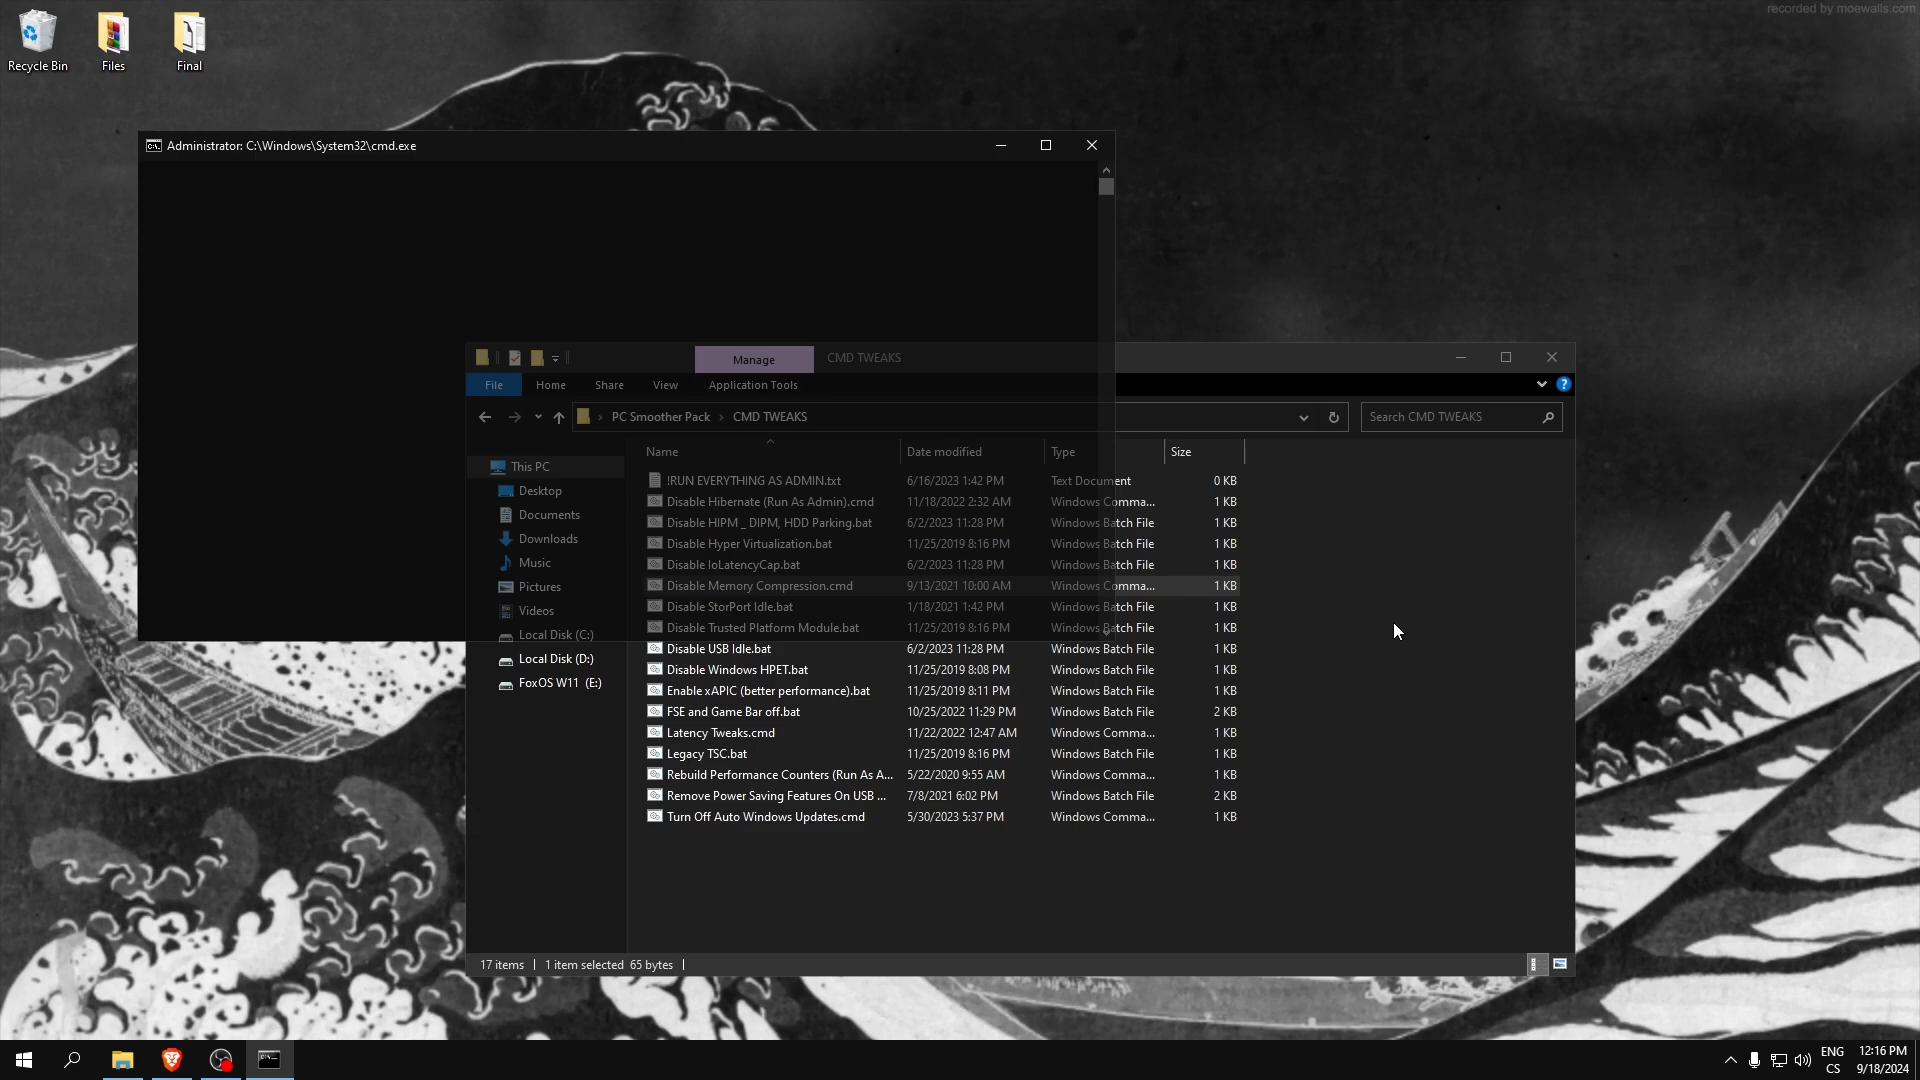 recorded by moewalls.com
Recycle Bin
Files
Final
Administrator: C:\Windows\System32\cmd.exe
Manage
CMD TWEAKS
File
Home
Share
View
Application Tools
PC Smoother Pack
CMD TWEAKS
Search CMD TWEAKS
Name
Date modified
Type
Size
This PC
Desktop
Documents
Downloads
Music
Pictures
Videos
Local Disk (C:)
Local Disk (D:)
FoxOS W11 (E:)
!RUN EVERYTHING AS ADMIN.txt 6/16/2023 1:42 PM Text Document 0 KB
Disable Hibernate (Run As Admin).cmd 11/18/2022 2:32 AM Windows Comma... 1 KB
Disable HIPM _ DIPM, HDD Parking.bat 6/2/2023 11:28 PM Windows Batch File 1 KB
Disable Hyper Virtualization.bat 11/25/2019 8:16 PM Windows Batch File 1 KB
Disable IoLatencyCap.bat 6/2/2023 11:28 PM Windows Batch File 1 KB
Disable Memory Compression.cmd 9/13/2021 10:00 AM Windows Comma... 1 KB
Disable StorPort Idle.bat 1/18/2021 1:42 PM Windows Batch File 1 KB
Disable Trusted Platform Module.bat 11/25/2019 8:16 PM Windows Batch File 1 KB
Disable USB Idle.bat 6/2/2023 11:28 PM Windows Batch File 1 KB
Disable Windows HPET.bat 11/25/2019 8:08 PM Windows Batch File 1 KB
Enable xAPIC (better performance).bat 11/25/2019 8:11 PM Windows Batch File 1 KB
FSE and Game Bar off.bat 10/25/2022 11:29 PM Windows Batch File 2 KB
Latency Tweaks.cmd 11/22/2022 12:47 AM Windows Comma... 1 KB
Legacy TSC.bat 11/25/2019 8:16 PM Windows Batch File 1 KB
Rebuild Performance Counters (Run As A... 5/22/2020 9:55 AM Windows Comma... 1 KB
Remove Power Saving Features On USB ... 7/8/2021 6:02 PM Windows Batch File 2 KB
Turn Off Auto Windows Updates.cmd 5/30/2023 5:37 PM Windows Comma... 1 KB
17 items
1 item selected 65 bytes
ENG
CS
12:16 PM
9/18/2024